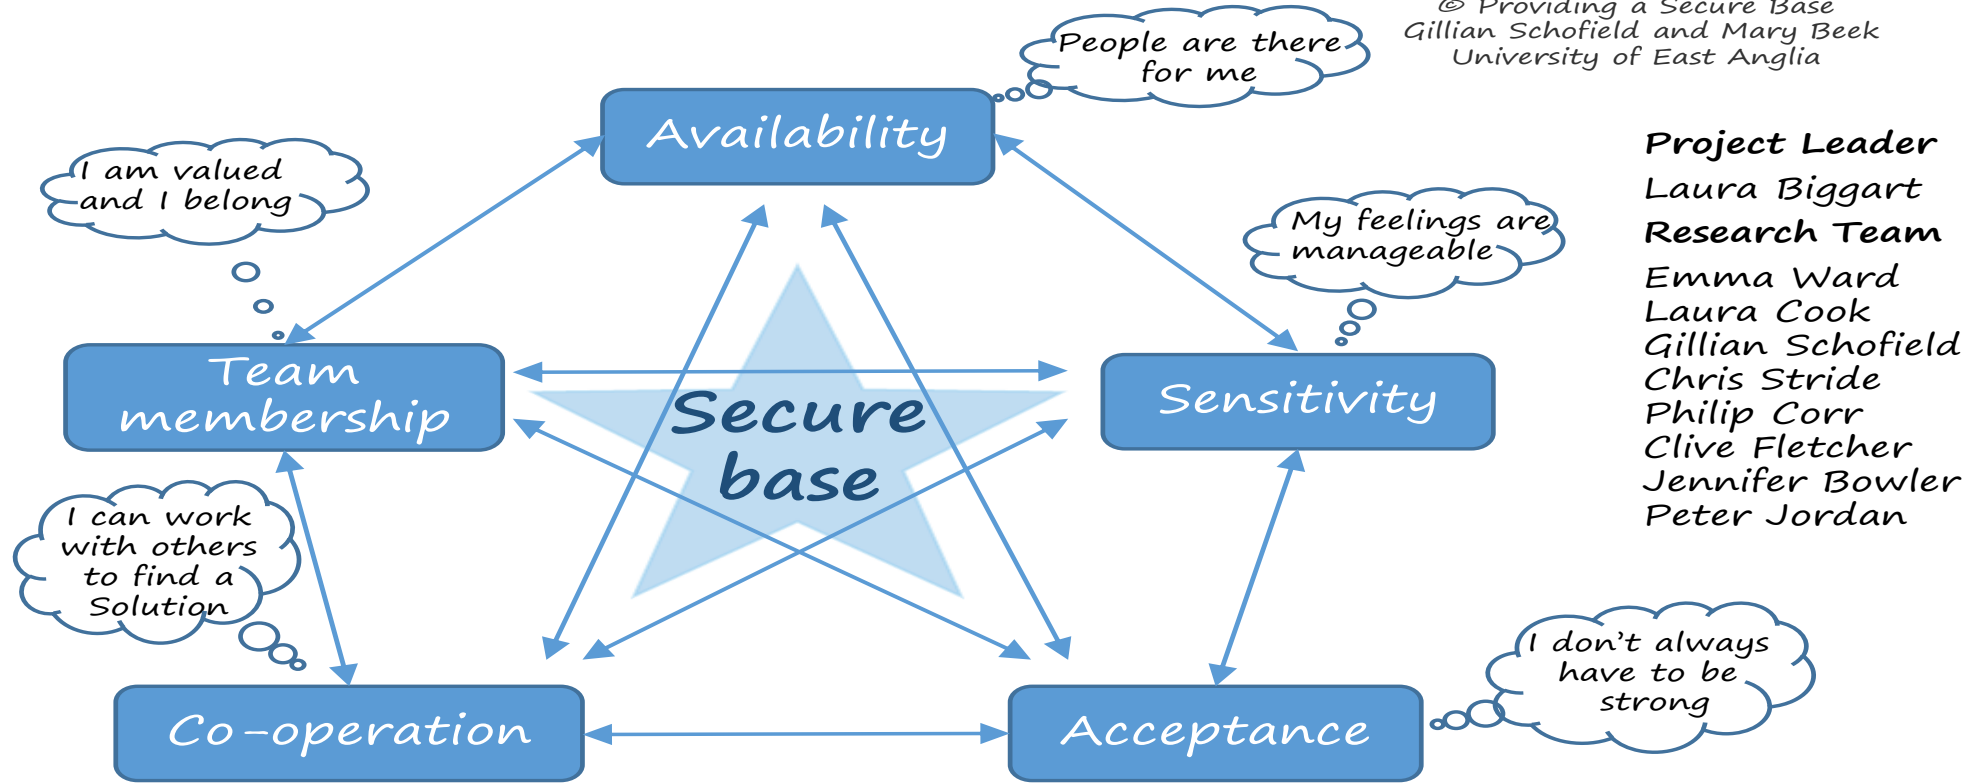 © Providing a Secure Base
Gillian Schofield and Mary Beek
University of East Anglia
People are there
for me
Availability
I am valued
and I belong
My feelings are
manageable
Team
membership
Sensitivity
Secure
base
I can work
with others
to find a
Solution
I don't always
have to be
strong
Co-operation
Acceptance
Project Leader
Laura Biggart
Research Team
Emma Ward
Laura Cook
Gillian Schofield
Chris Stride
Philip Corr
Clive Fletcher
Jennifer Bowler
Peter Jordan